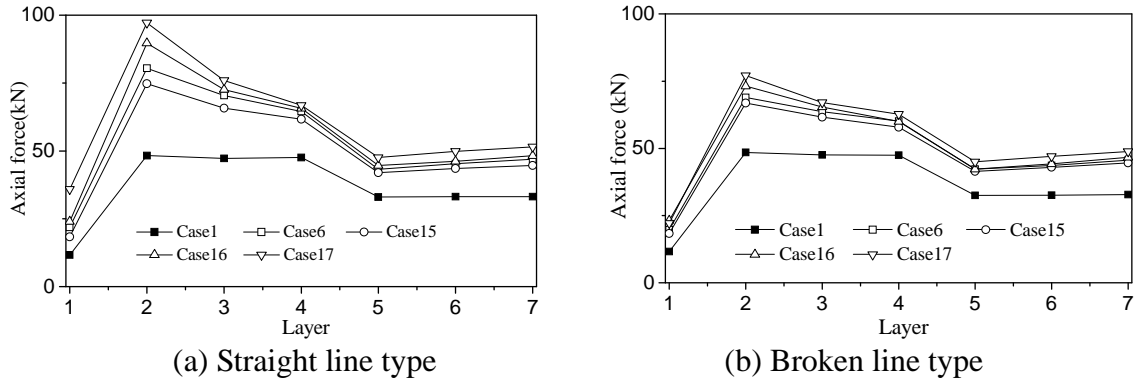 100
50
0
Axial force(kN)
Case1
Case6
Case15
Case16
Case17
1 2 3 4 5 6 7
Layer
(a) Straight line type
100
50
0
Axial force (kN)
Case1
Case6
Case15
Case16
Case17
1 2 3 4 5 6 7
Layer
(b) Broken line type